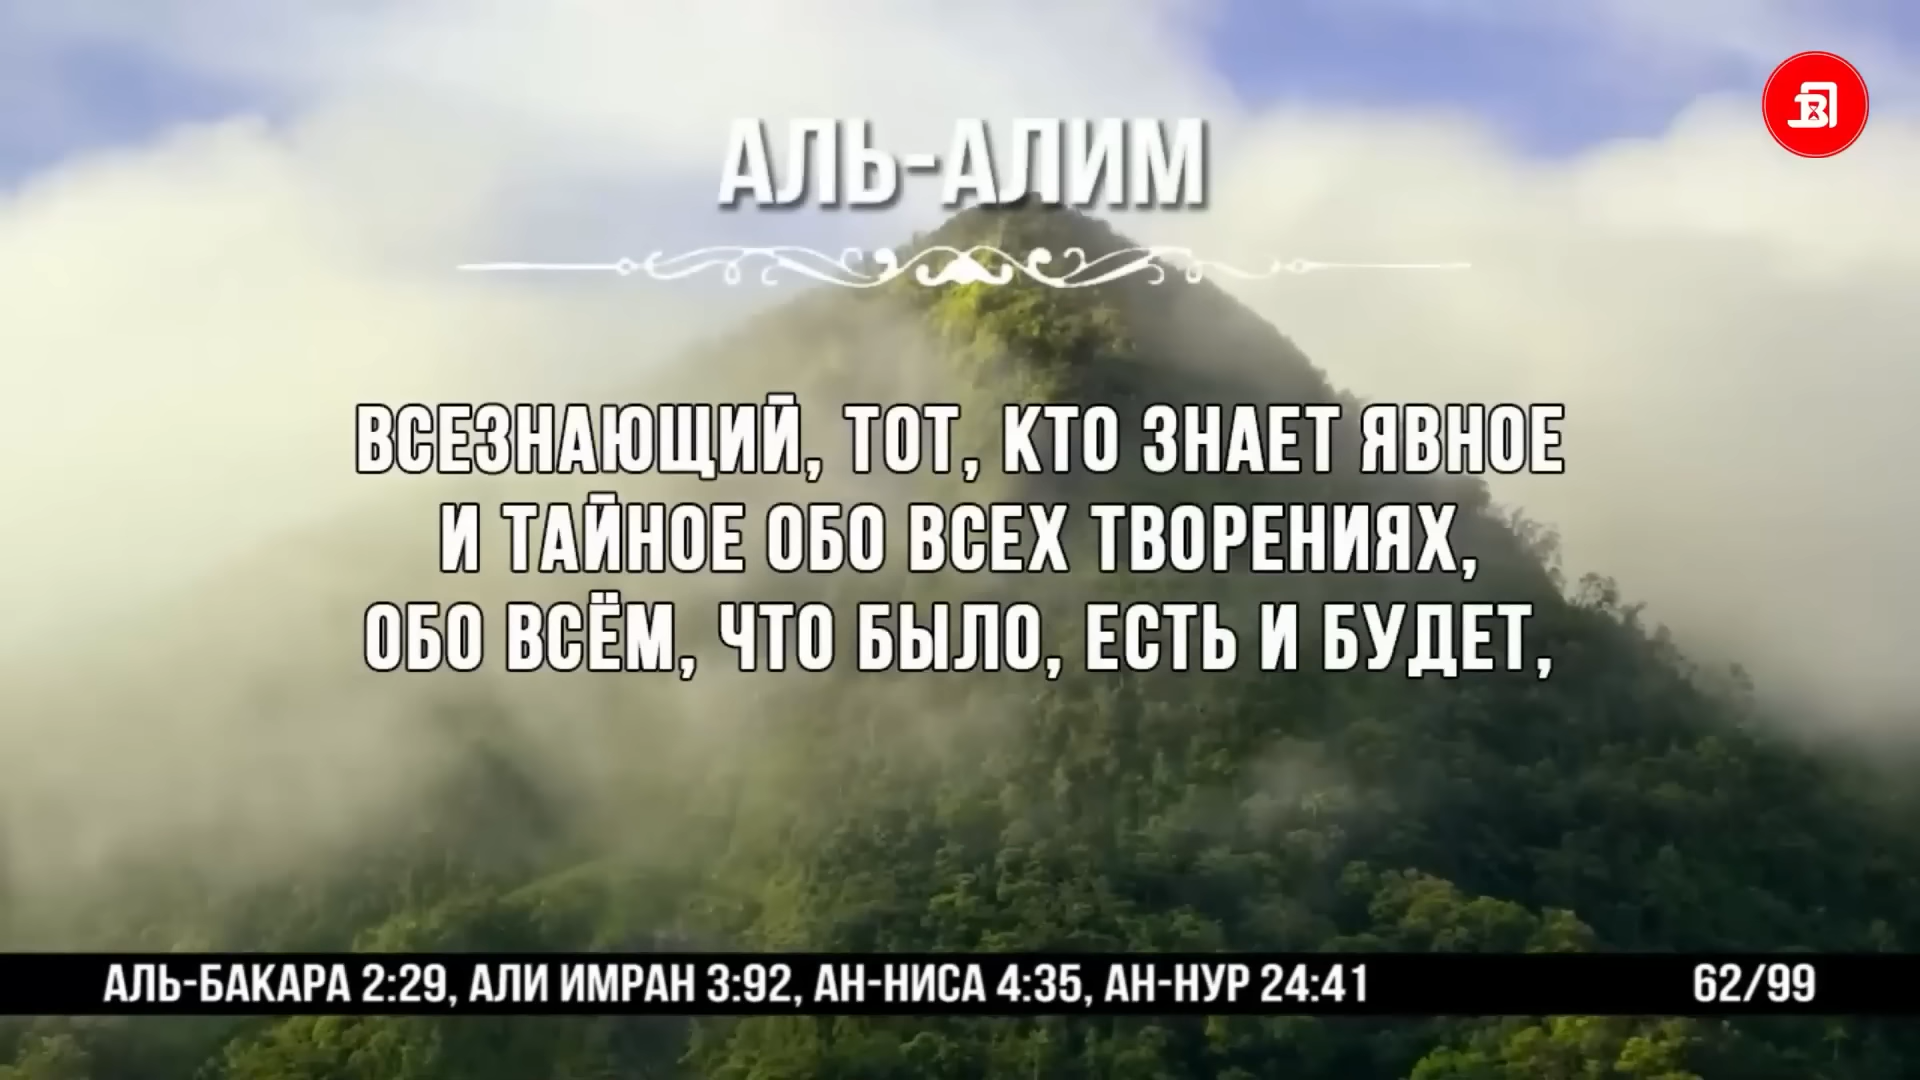 АЛЬ-АЛИМ
ВСЕЗНАЮЩИЙ, ТОТ, КТО ЗНАЕТ ЯВНОЕ
И ТАЙНОЕ ОБО ВСЕХ ТВОРЕНИЯХ,
ОБО ВСЁМ, ЧТО БЫЛО, ЕСТЬ И БУДЕТ,
АЛЬ-БАКАРА 2:29, АЛИ ИМРАН 3:92, АН-НИСА 4:35, АН-НУР 24:41 62/99